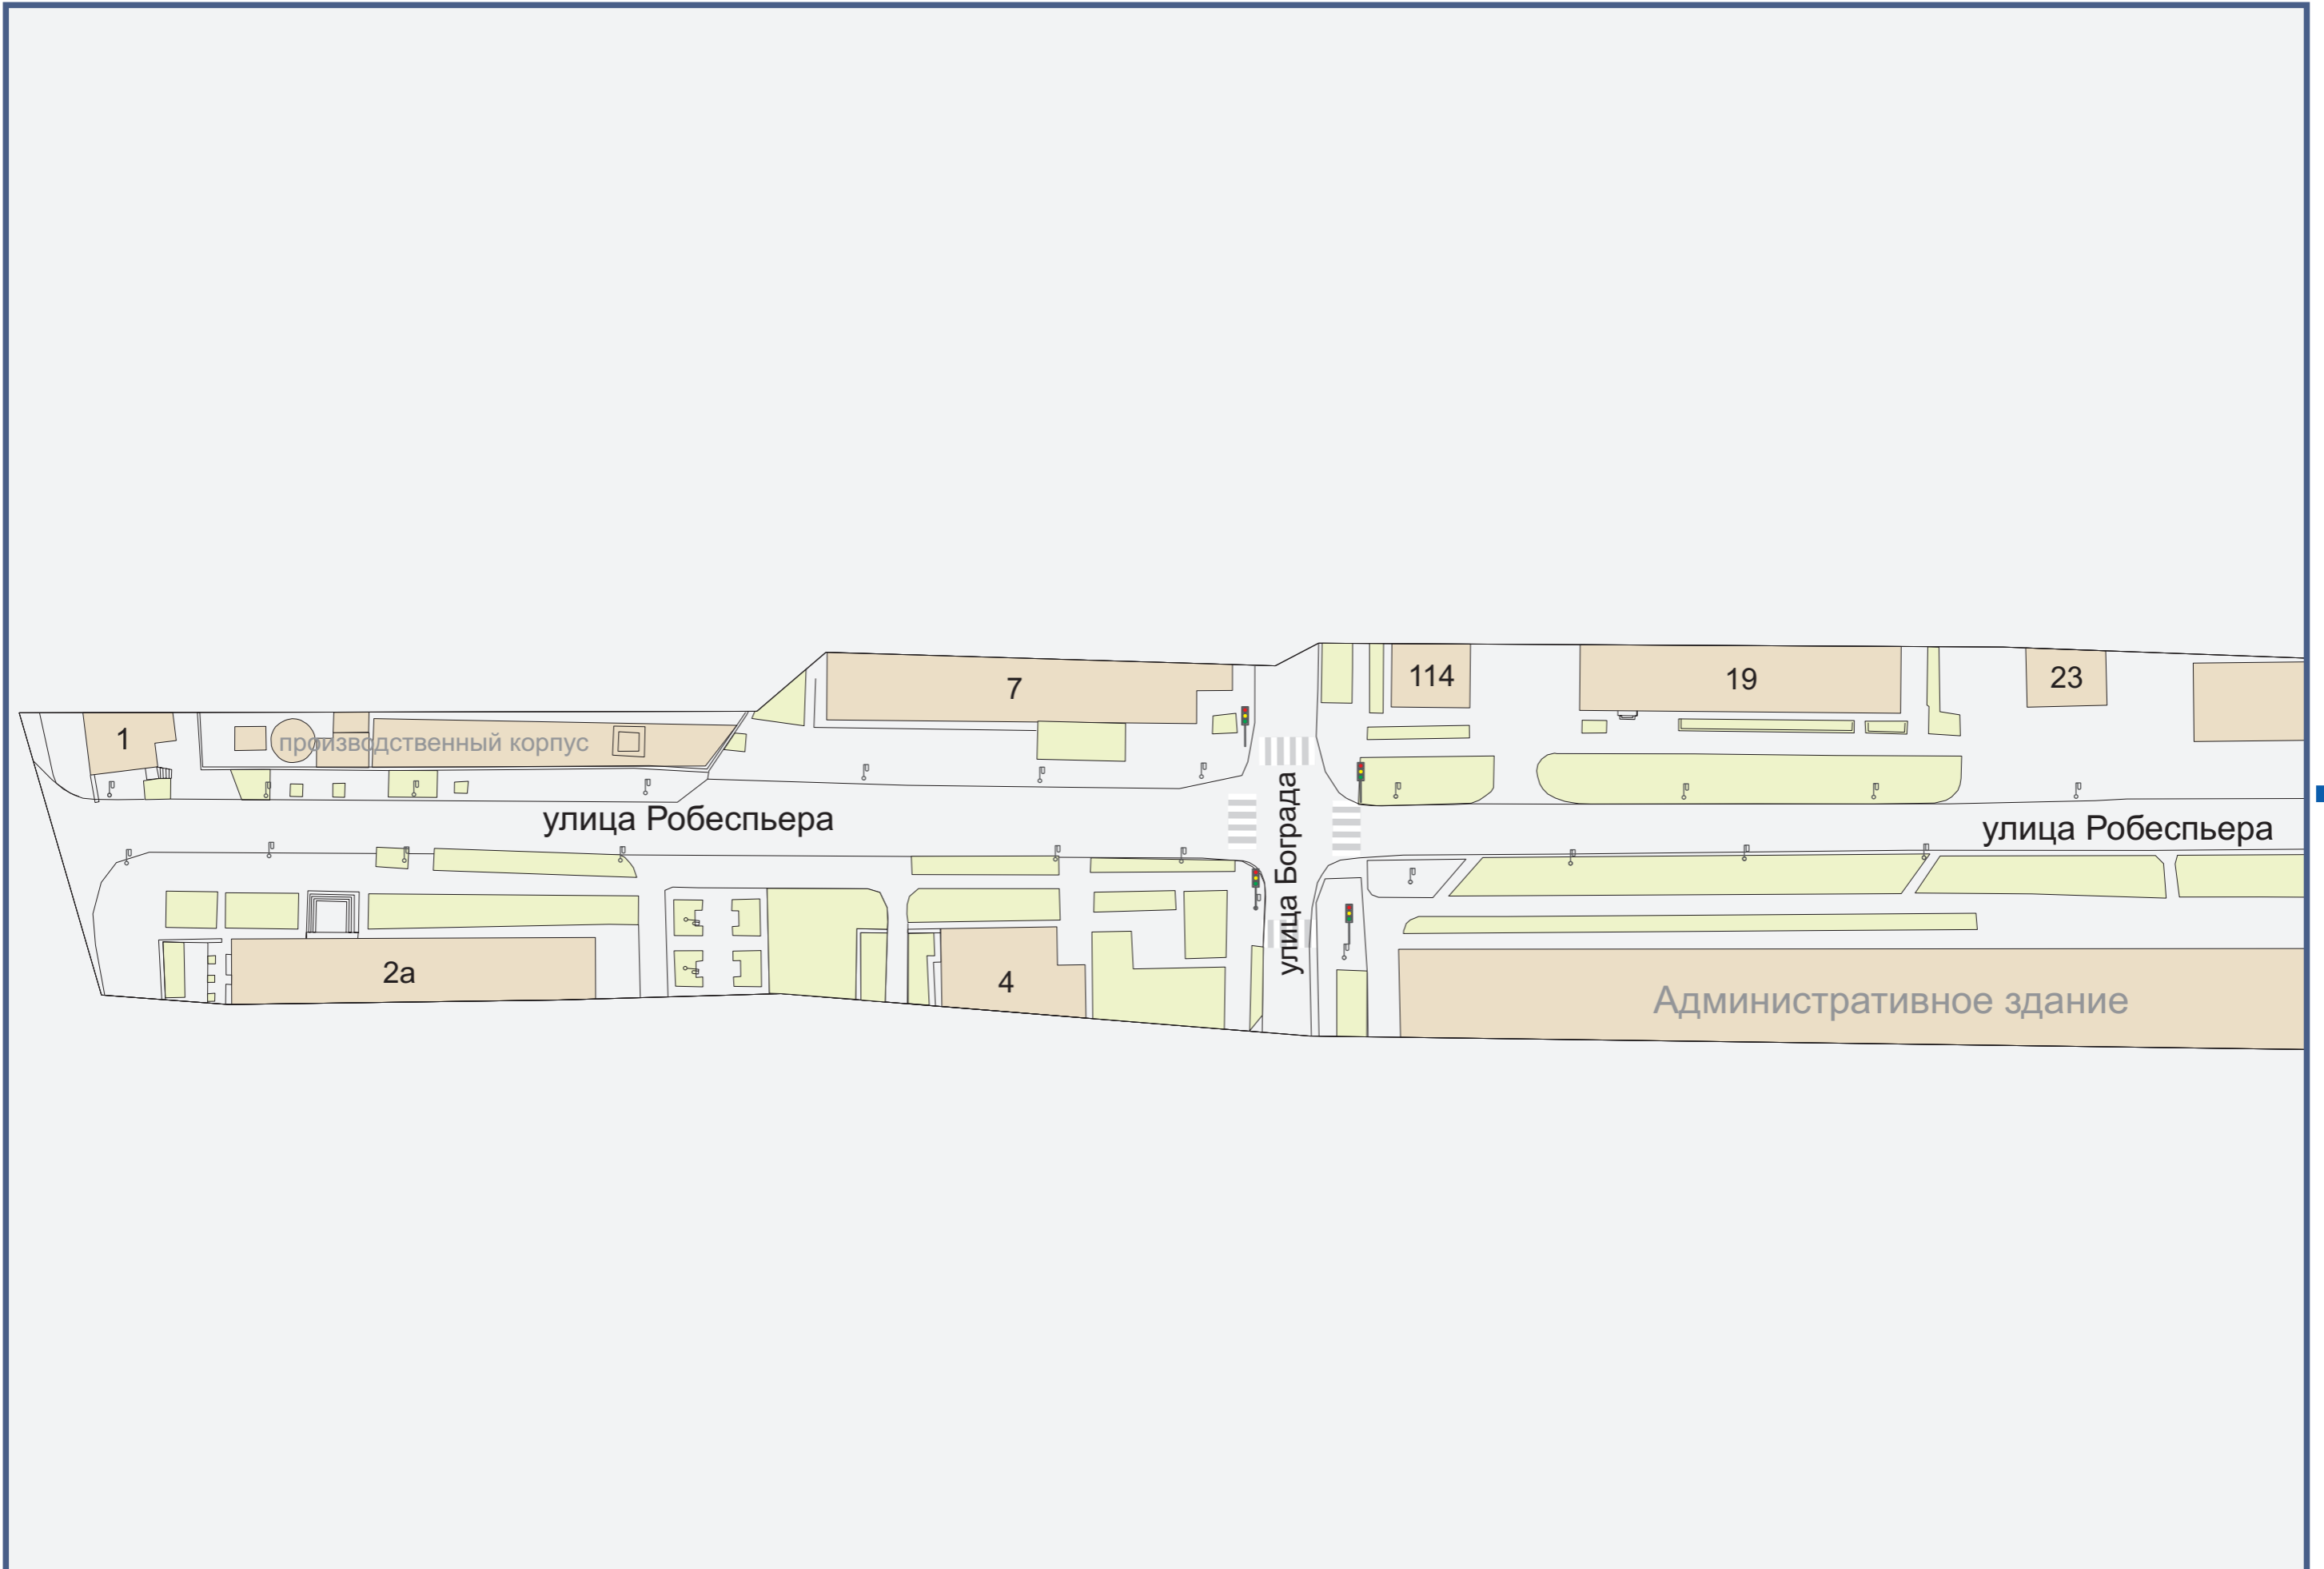 114
19
23
7
1
производственный корпус
улица Робеспьера
улица Бограда
улица Робеспьера
2а
4
Административное здание